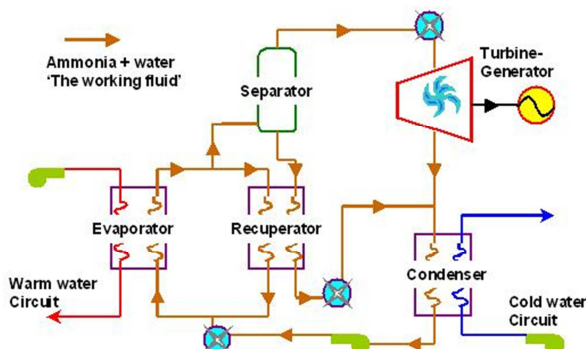 Ammonia + water
'The working fluid'
Separator
Turbine-
Generator
Evaporator
Recuperator
Condenser
Warm water
Circuit
Cold water
Circuit